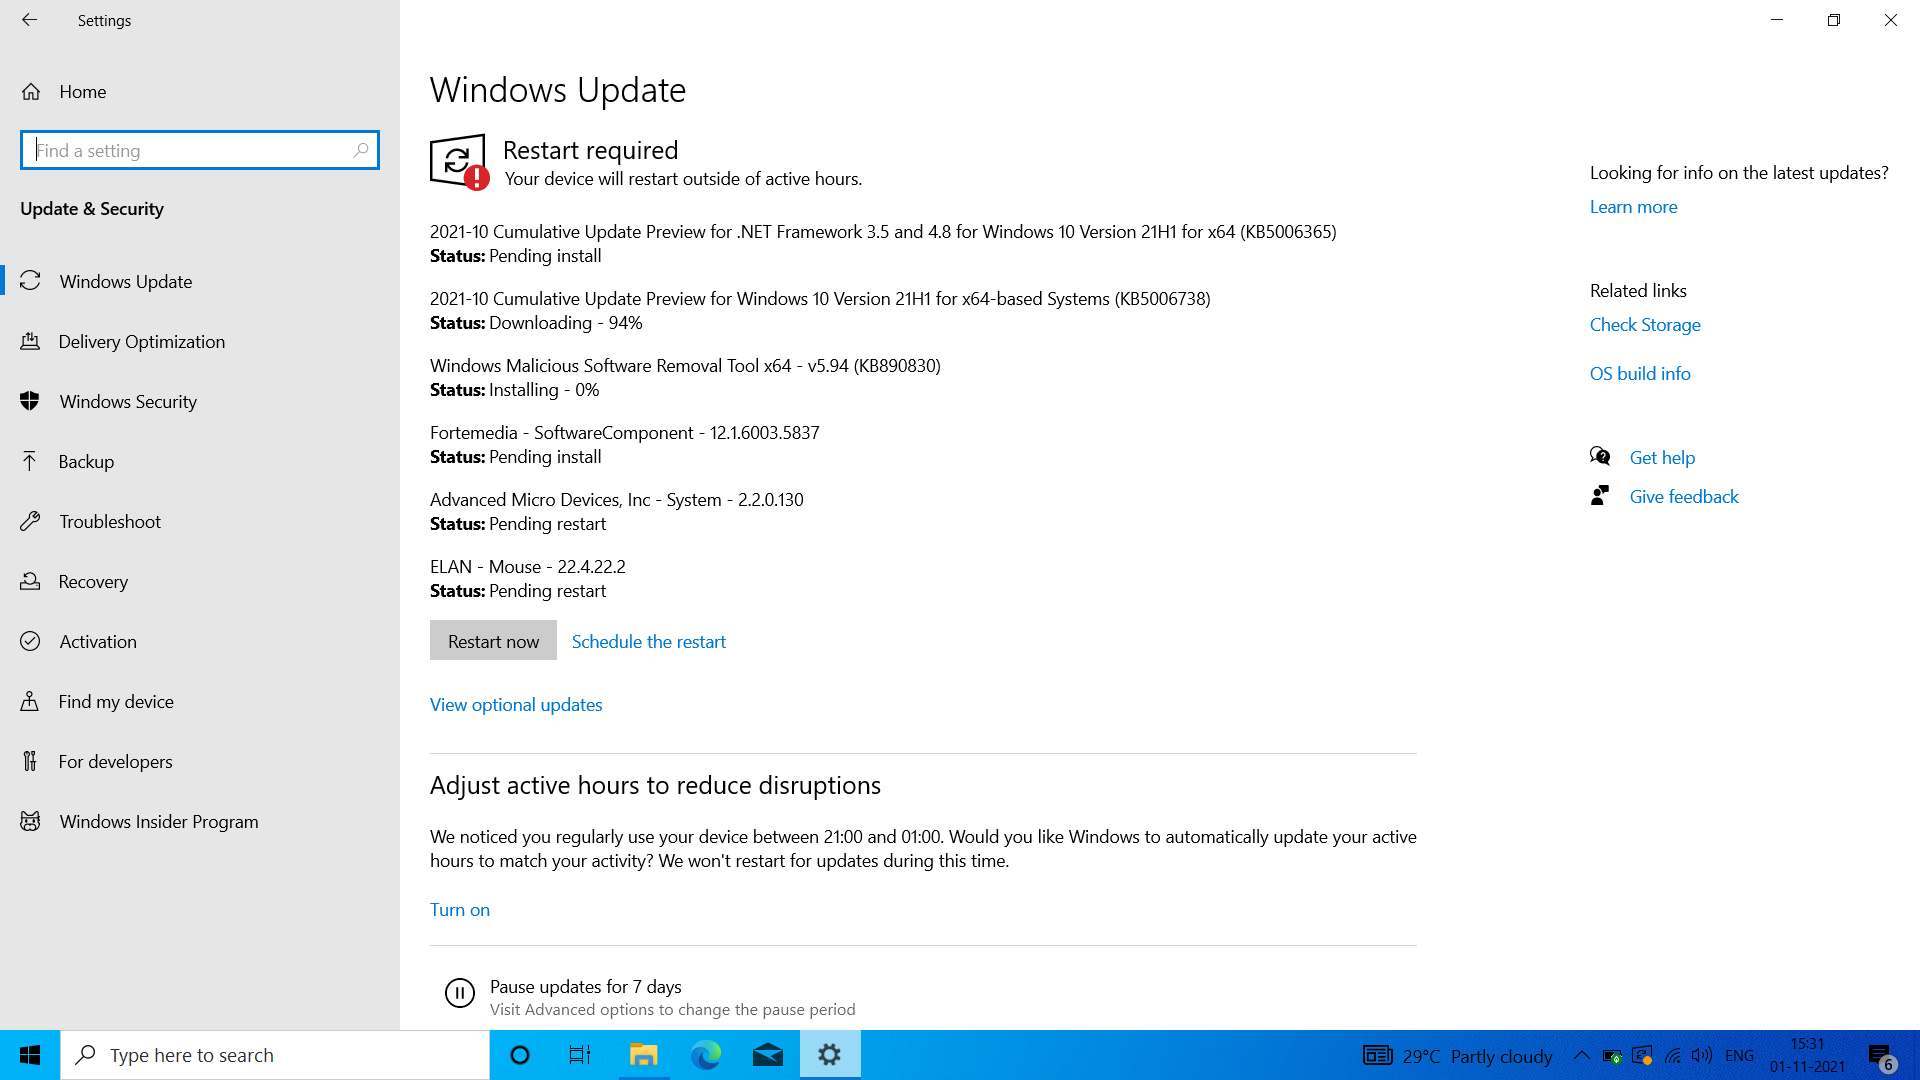 Settings
Home
Find a setting
Update & Security
Windows Update
Delivery Optimization
Windows Security
Backup
Troubleshoot
Recovery
Activation
Find my device
For developers
Windows Insider Program
Windows Update
Restart required
Your device will restart outside of active hours.
2021-10 Cumulative Update Preview for .NET Framework 3.5 and 4.8 for Windows 10 Version 21H1 for x64 (KB5006365)
Status: Pending install
2021-10 Cumulative Update Preview for Windows 10 Version 21H1 for x64-based Systems (KB5006738)
Status: Downloading - 94%
Windows Malicious Software Removal Tool x64 - v5.94 (KB890830)
Status: Installing - 0%
Fortemedia - SoftwareComponent - 12.1.6003.5837
Status: Pending install
Advanced Micro Devices, Inc - System - 2.2.0.130
Status: Pending restart
ELAN - Mouse - 22.4.22.2
Status: Pending restart
Restart now
Schedule the restart
View optional updates
Adjust active hours to reduce disruptions
We noticed you regularly use your device between 21:00 and 01:00. Would you like Windows to automatically update your active
hours to match your activity? We won't restart for updates during this time.
Turn on
Pause updates for 7 days
Visit Advanced options to change the pause period
Looking for info on the latest updates?
Learn more
Related links
Check Storage
OS build info
Get help
Give feedback
Type here to search
29°C Partly cloudy
ENG
15:31
01-11-2021
6